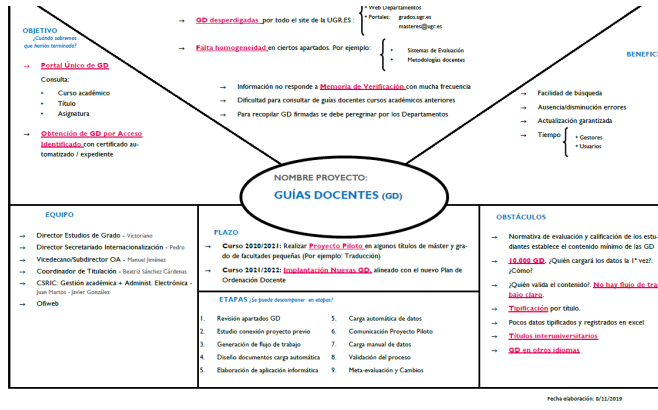 • Web Departamentos
→ GD desperdigadas por todo el site de la UGR.ES :
• Portales: grados.ugr.es
masteres@ugr.es
OBJETIVO
¿Cuándo sabremos
que hemos terminado?
→ Falta homogeneidad en ciertos apartados. Por ejemplo:
• Sistemas de Evaluación
• Metodologías docentes
BENEFIC
→ Portal Único de GD
Consulta:
• Curso académico
• Título
• Asignatura
→ Obtención de GD por Acceso
Identificado con certificado au-
tomatizado / expediente
→ Información no responde a Memoria de Verificación con mucha frecuencia
→ Dificultad para consultar de guías docentes cursos académicos anteriores
→ Para recopilar GD firmadas se debe peregrinar por los Departamentos
→ Facilidad de búsqueda
→ Ausencia/disminución errores
→ Actualización garantizada
→ Tiempo
• Gestores
• Usuarios
NOMBRE PROYECTO:
GUÍAS DOCENTES (GD)
EQUIPO
→ Director Estudios de Grado - Victoriano
→ Director Secretariado Internacionalización - Pedro
→ Vicedecano/Subdirector OA - Manuel Jiménez
→ Coordinador de Titulación - Beatriz Sánchez Cárdenas
→ CSRIC: Gestión académica + Administ. Electrónica -
Juan Martos - Javier González
→ Ofiweb
PLAZO
→ Curso 2020/2021: Realizar Proyecto Piloto en algunos títulos de máster y gra-
do de facultades pequeñas (Por ejemplo: Traducción)
→ Curso 2021/2022: Implantación Nuevas GD, alineado con el nuevo Plan de
Ordenación Docente
ETAPAS ¿Se puede descomponer en etapas?
1. Revisión apartados GD
2. Estudio conexión proyecto previo
3. Generación de flujo de trabajo
4. Diseño documentos carga automática
5. Elaboración de aplicación informática
5. Carga automática de datos
6. Comunicación Proyecto Piloto
7. Carga manual de datos
8. Validación del proceso
9. Meta-evaluación y Cambios
OBSTÁCULOS
→ Normativa de evaluación y calificación de los estu-
diantes establece el contenido mínimo de las GD
→ 10.000 GD. ¿Quién cargará los datos la 1ª vez?.
¿Cómo?
→ ¿Quién valida el contenido?. No hay flujo de tra
bajo claro.
→ Tipificación por título.
→ Pocos datos tipificados y registrados en excel
→ Títulos interuniversitarios
→ GD en otros idiomas
Fecha elaboración: 8/11/2019